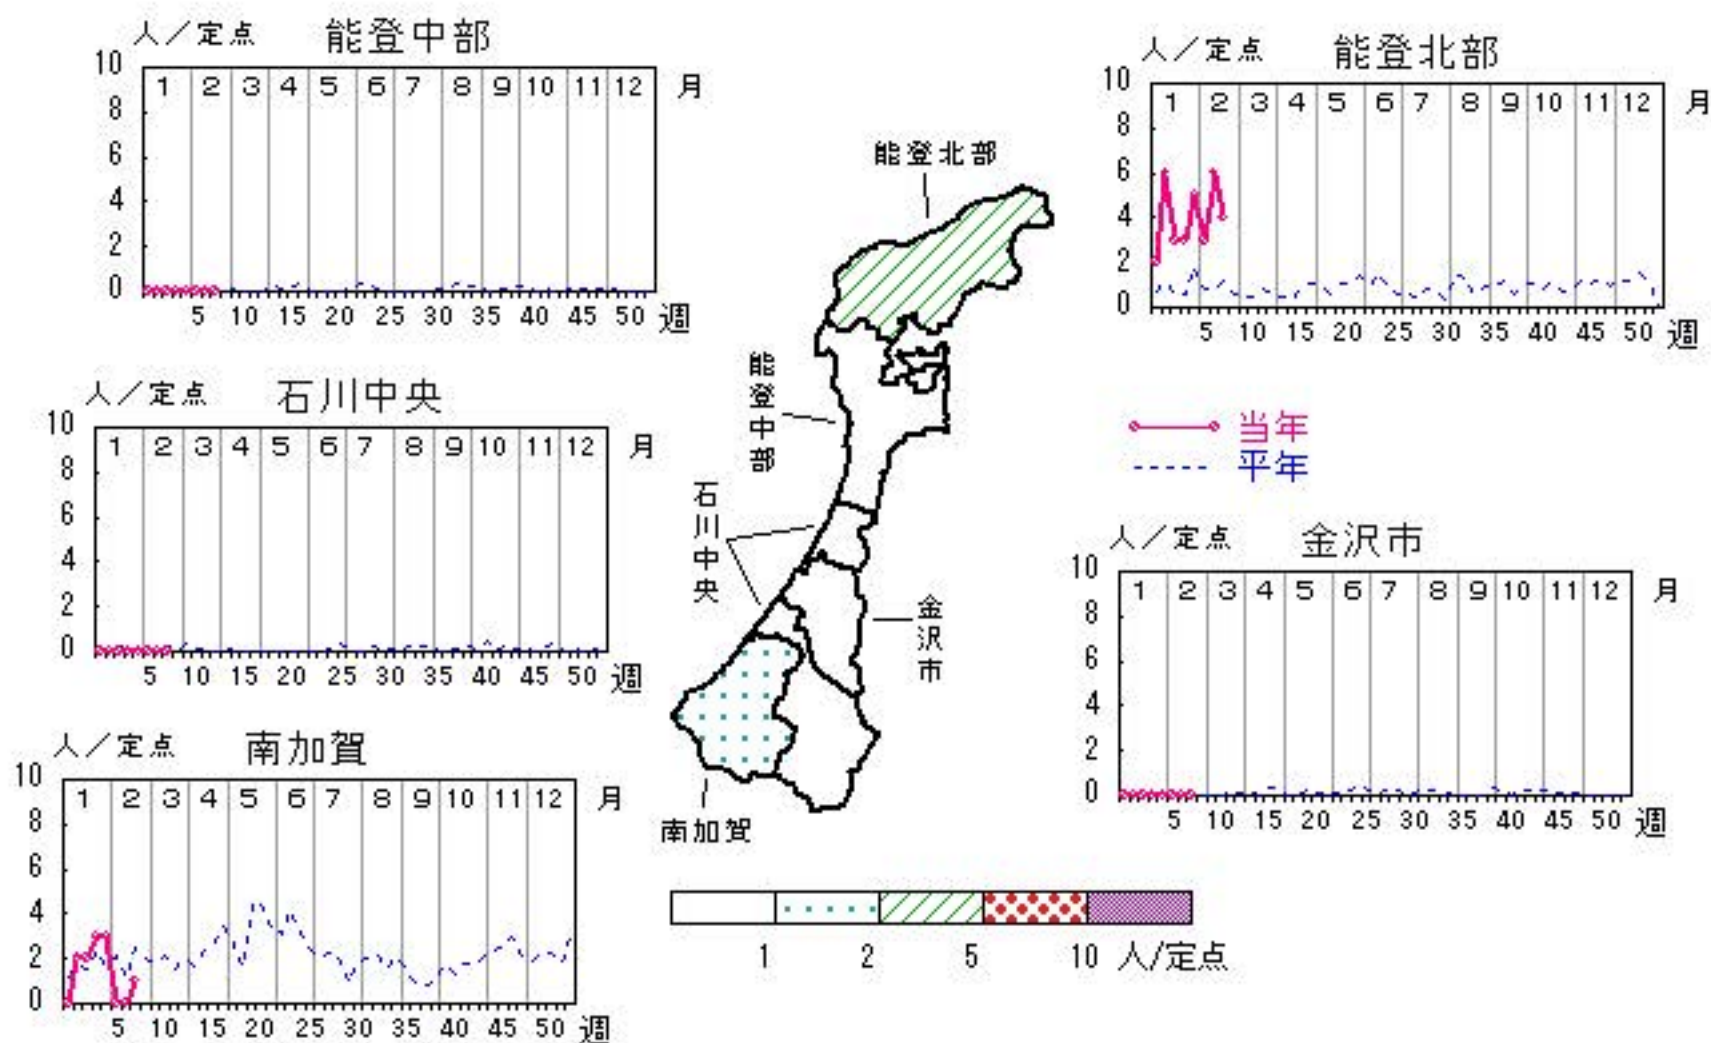 人／定点 能登中部
10 8 6 4 2 0
1 2 3 4 5 6 7 8 9 10 11 12 月
5 10 15 20 25 30 35 40 45 50 週
人／定点 能登北部
10 8 6 4 2 0
1 2 3 4 5 6 7 8 9 10 11 12 月
5 10 15 20 25 30 35 40 45 50 週
能登北部
能登中部
石川中央
金沢市
南加賀
人／定点 石川中央
10 8 6 4 2 0
1 2 3 4 5 6 7 8 9 10 11 12 月
5 10 15 20 25 30 35 40 45 50 週
当年
平年
人／定点 金沢市
10 8 6 4 2 0
1 2 3 4 5 6 7 8 9 10 11 12 月
5 10 15 20 25 30 35 40 45 50 週
人／定点 南加賀
10 8 6 4 2 0
1 2 3 4 5 6 7 8 9 10 11 12 月
5 10 15 20 25 30 35 40 45 50 週
1 2 5 10 人/定点